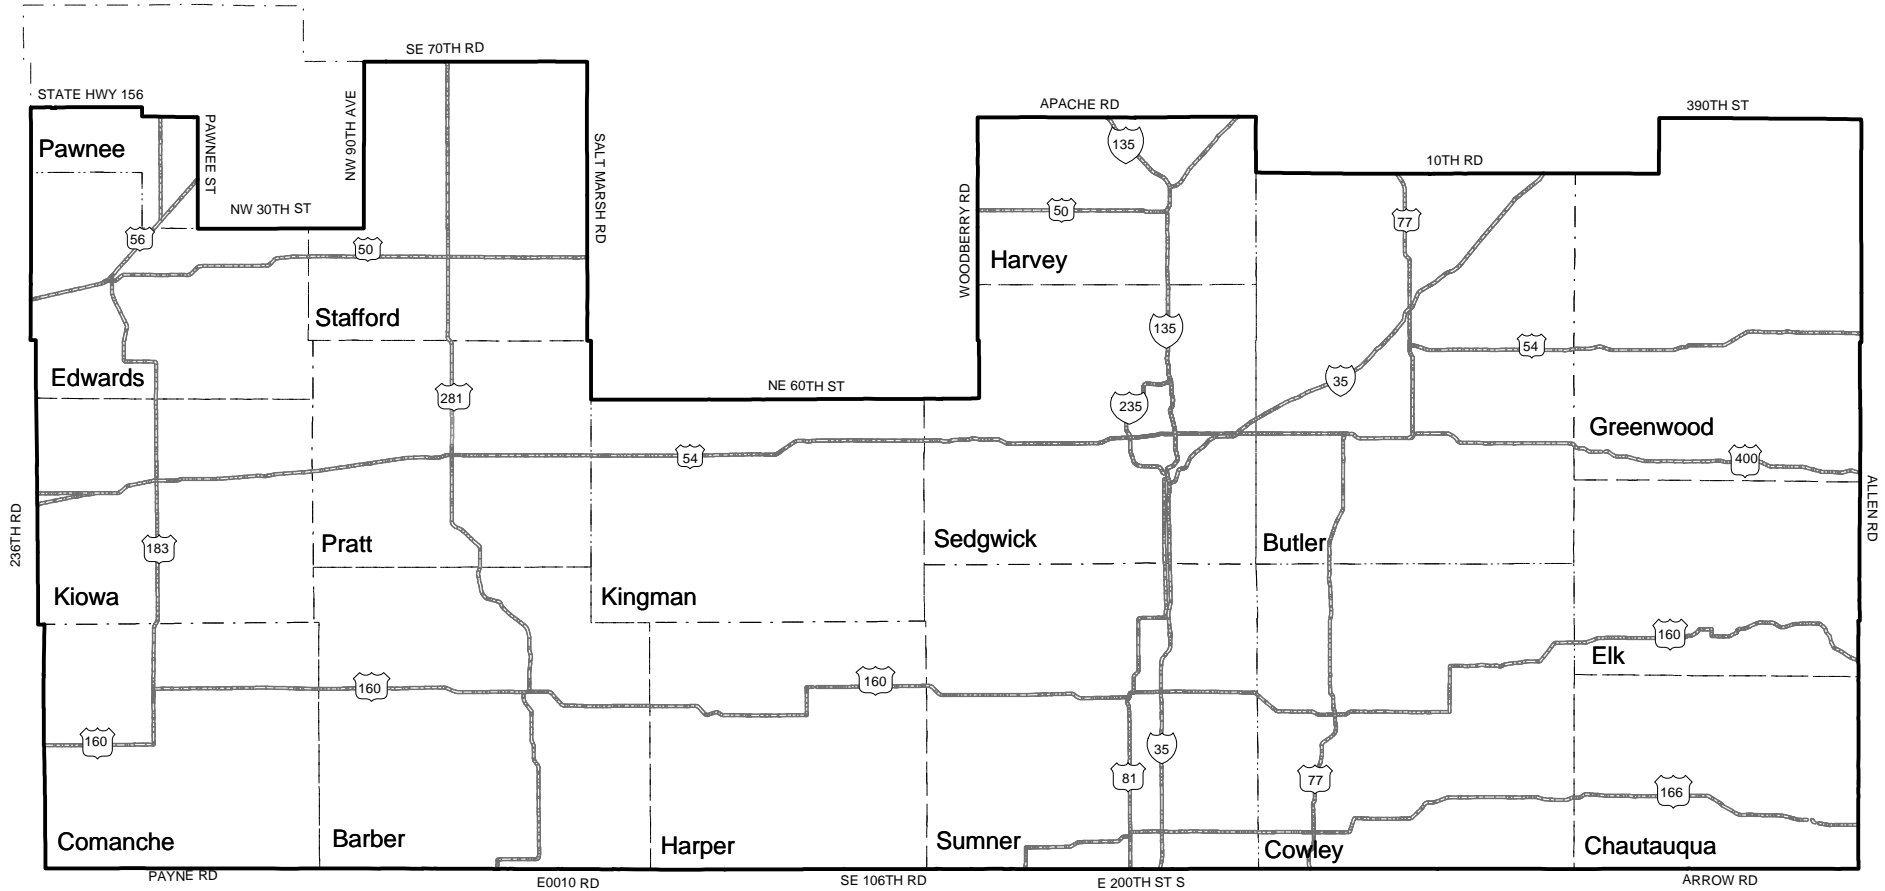 SE 70TH RD
STATE HWY 156
APACHE RD
390TH ST
Pawnee
PAWNEE ST
NW 90TH AVE
135
SALT MARSH RD
10TH RD
NW 30TH ST
WOODBERRY RD
50
77
56
50
Harvey
Stafford
135
54
Edwards
281
NE 60TH ST
35
235
Greenwood
54
400
236TH RD
183
Pratt
Sedgwick
Butler
ALLEN RD
Kiowa
Kingman
160
Elk
160
160
160
35
81
77
166
Comanche
Barber
Harper
Sumner
Cowley
Chautauqua
PAYNE RD
E0010 RD
SE 106TH RD
E 200TH ST S
ARROW RD